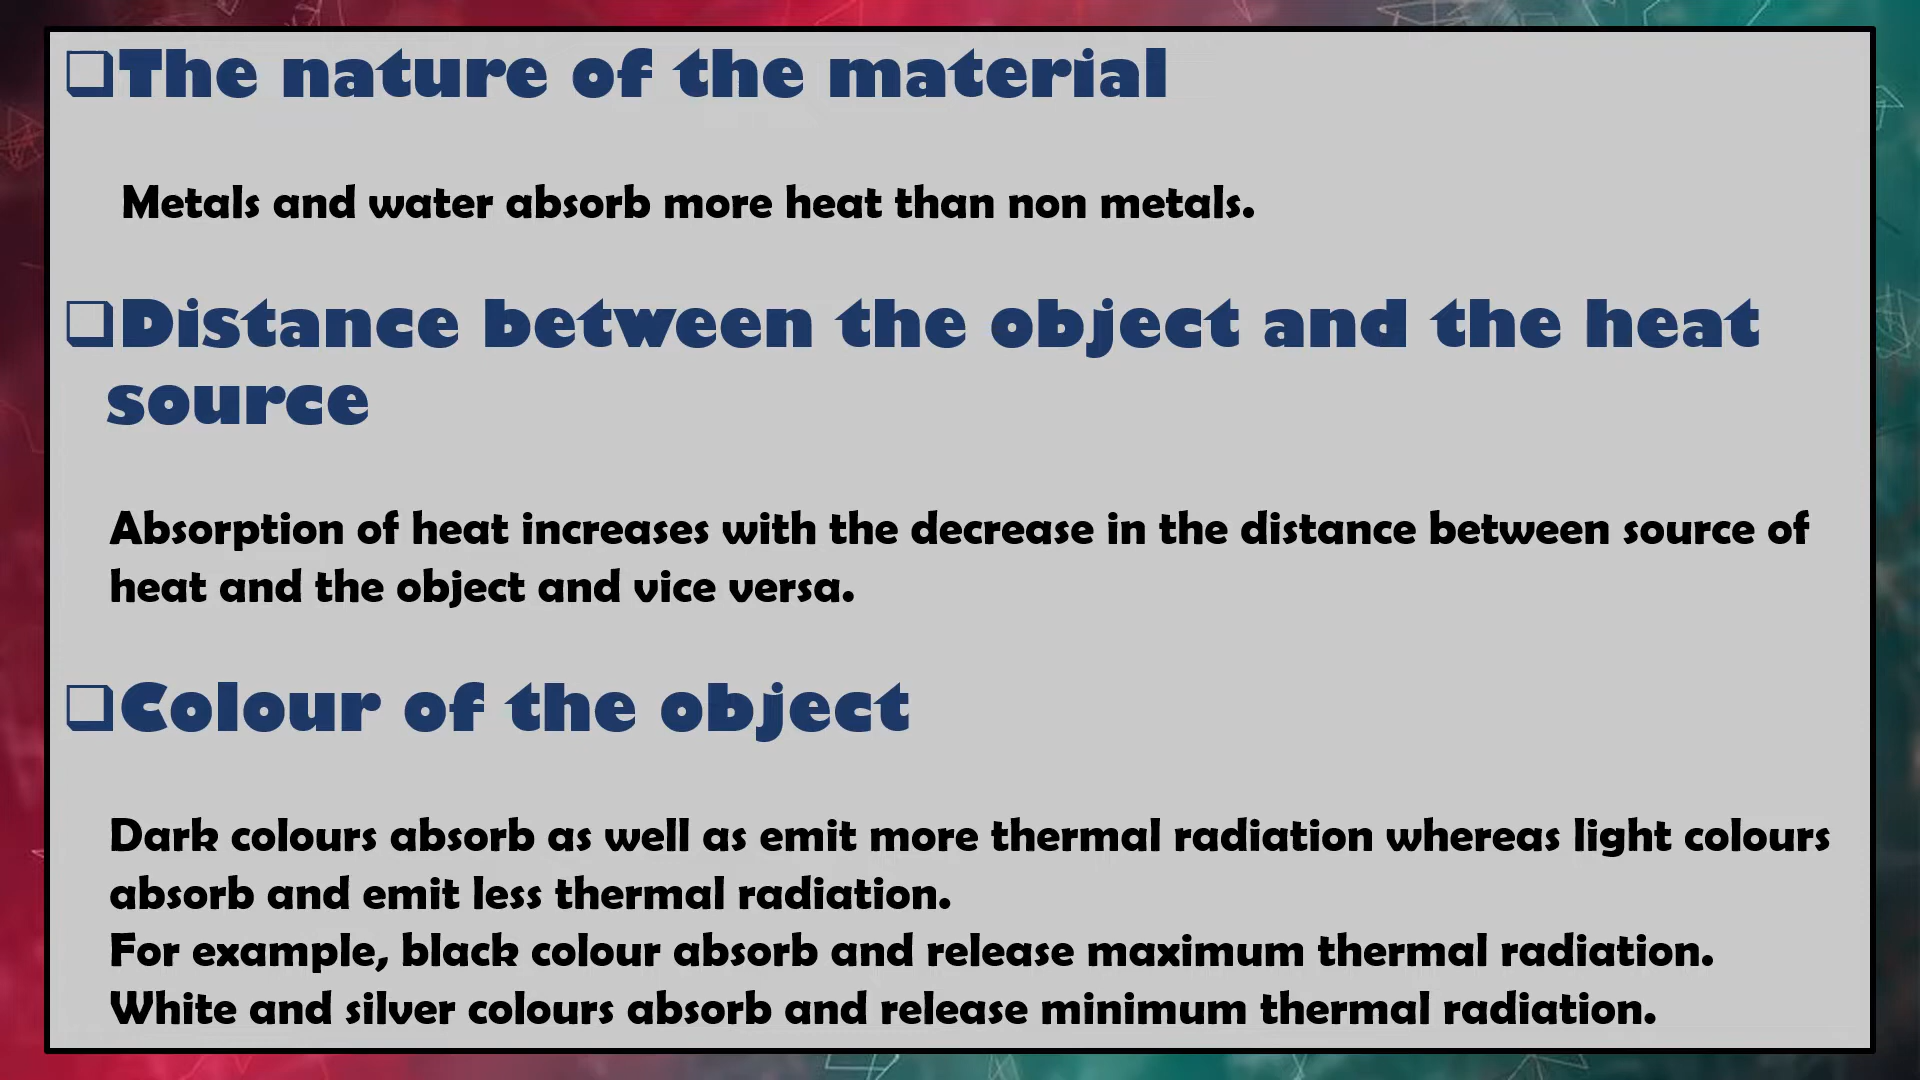 ❑The nature of the material
Metals and water absorb more heat than non metals.
❑Distance between the object and the heat
source
Absorption of heat increases with the decrease in the distance between source of
heat and the object and vice versa.
❑Colour of the object
Dark colours absorb as well as emit more thermal radiation whereas light colours
absorb and emit less thermal radiation.
For example, black colour absorb and release maximum thermal radiation.
White and silver colours absorb and release minimum thermal radiation.